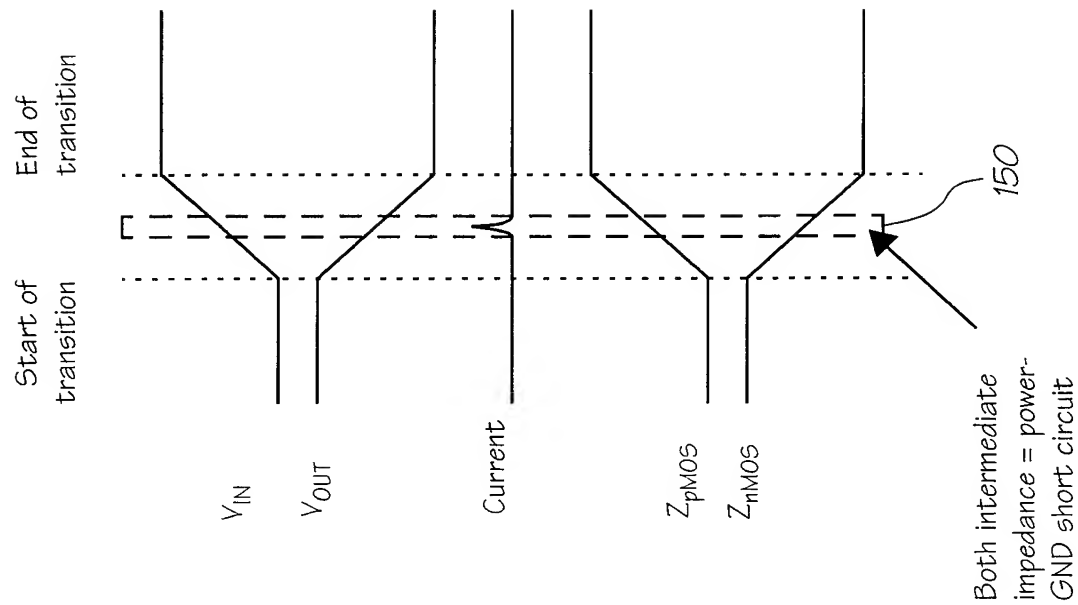 Start of
transition
End of
transition
V_IN
V_OUT
Current
Z_pMOS
Z_nMOS
150
Both intermediate
impedance = power-
GND short circuit